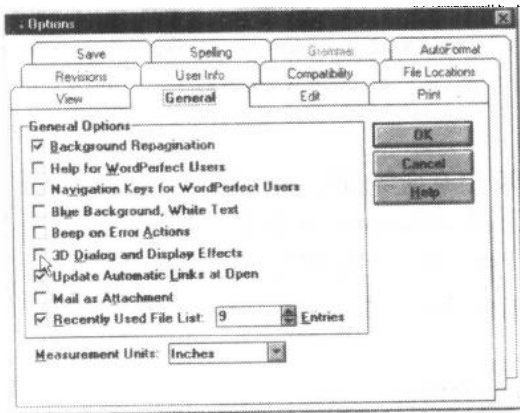 Options
Save Spelling Grammar AutoFormat
Revisions User Info Compatibility File Locations
View General Edit Print
General Options
Background Repagination
Help for WordPerfect Users
Navigation Keys for WordPerfect Users
Blue Background, White Text
Beep on Error Actions
3D Dialog and Display Effects
Update Automatic Links at Open
Mail as Attachment
Recently Used File List: 9 Entries
Measurement Units: Inches
OK
Cancel
Help